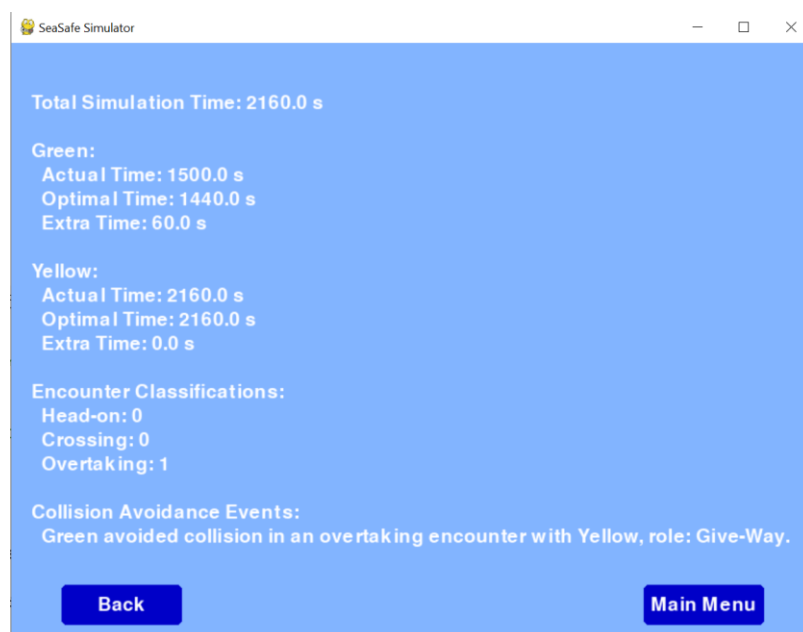 SeaSafe Simulator
Total Simulation Time: 2160.0 s
Green:
Actual Time: 1500.0 s
Optimal Time: 1440.0 s
Extra Time: 60.0 s
Yellow:
Actual Time: 2160.0 s
Optimal Time: 2160.0 s
Extra Time: 0.0 s
Encounter Classifications:
Head-on: 0
Crossing: 0
Overtaking: 1
Collision Avoidance Events:
Green avoided collision in an overtaking encounter with Yellow, role: Give-Way.
Back
Main Menu